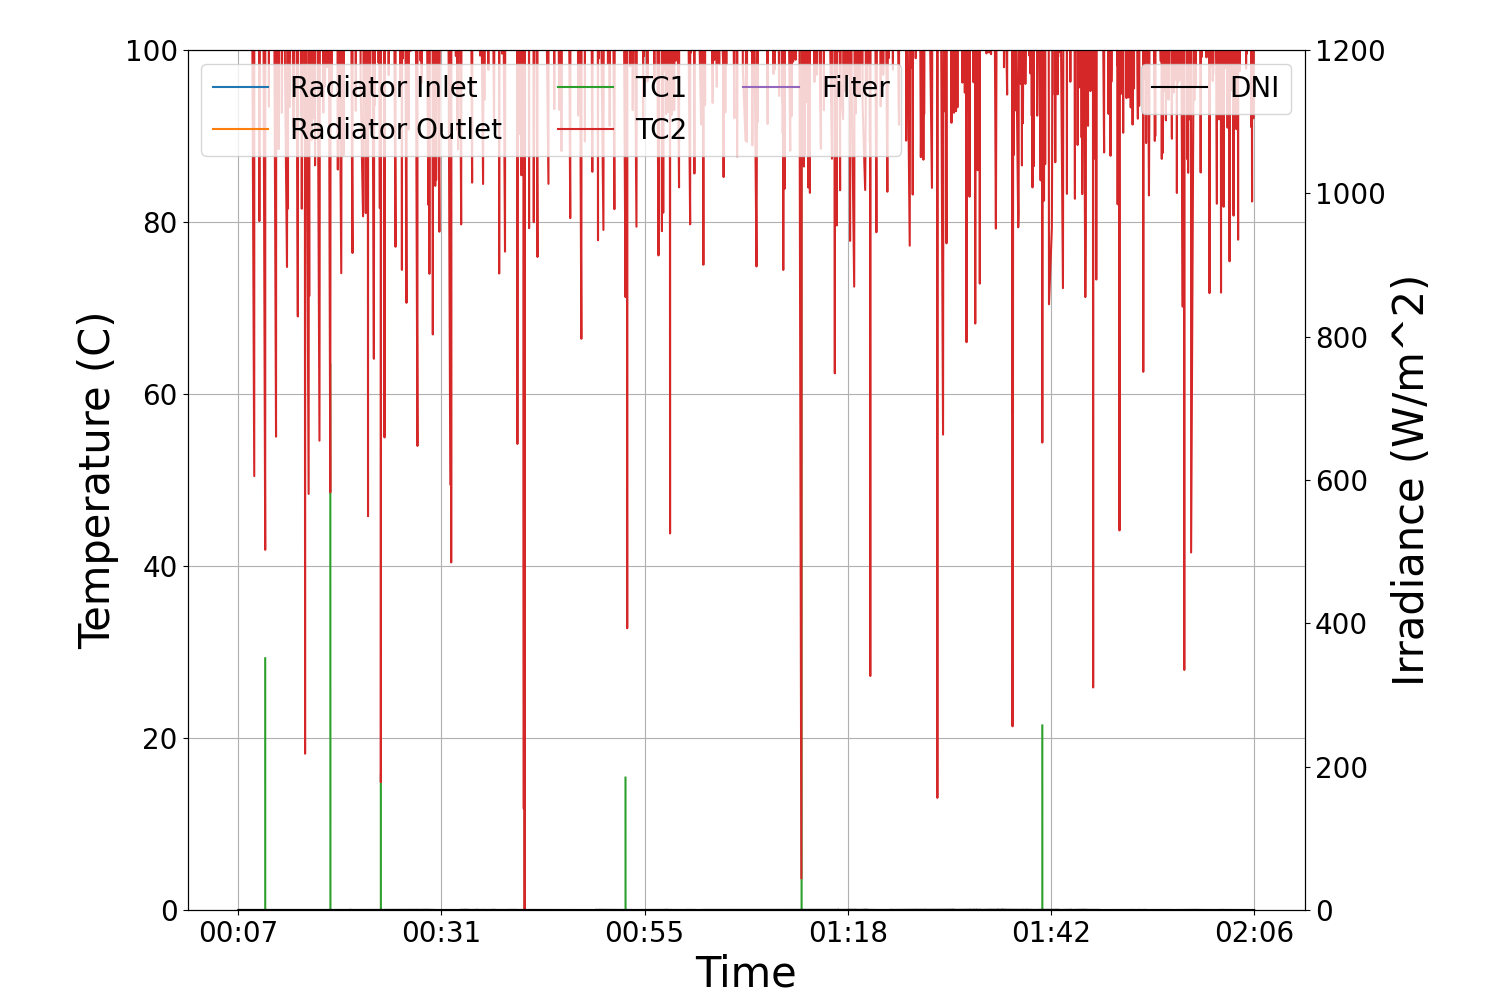 100
80
60
40
20
0
Temperature (C)
Radiator Inlet
Radiator Outlet
TC1
TC2
Filter
DNI
1200
1000
800
600
400
200
0
Irradiance (W/m^2)
00:07
00:31
00:55
01:18
01:42
02:06
Time